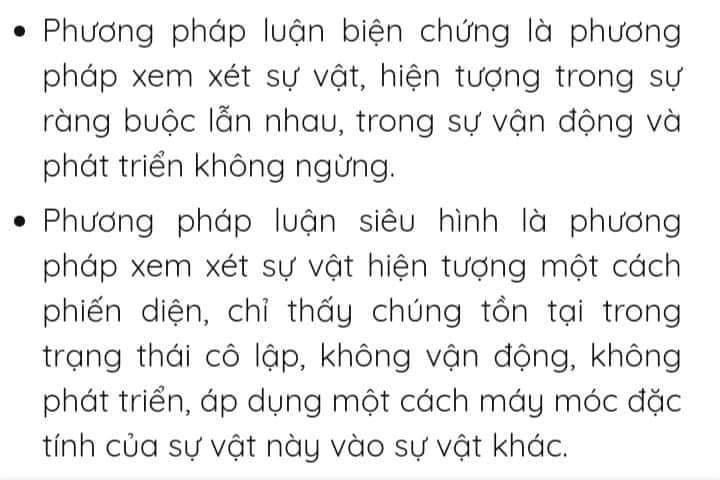 • Phương pháp luận biện chứng là phương
pháp xem xét sự vật, hiện tượng trong sự
ràng buộc lẫn nhau, trong sự vận động và
phát triển không ngừng.
• Phương pháp luận siêu hình là phương
pháp xem xét sự vật hiện tượng một cách
phiến diện, chỉ thấy chúng tồn tại trong
trạng thái cô lập, không vận động, không
phát triển, áp dụng một cách máy móc đặc
tính của sự vật này vào sự vật khác.